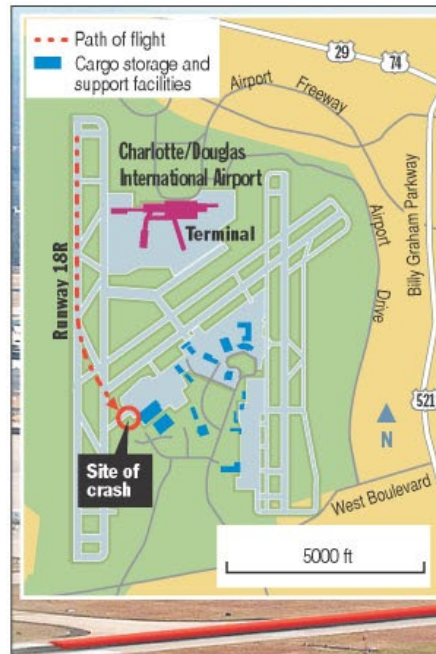 Path of flight
Cargo storage and
support facilities
29
74
Airport
Freeway
Charlotte/Douglas
International Airport
Terminal
Airport
Drive
Billy Graham Parkway
Runway 18R
521
N
Site of
crash
West Boulevard
5000 ft